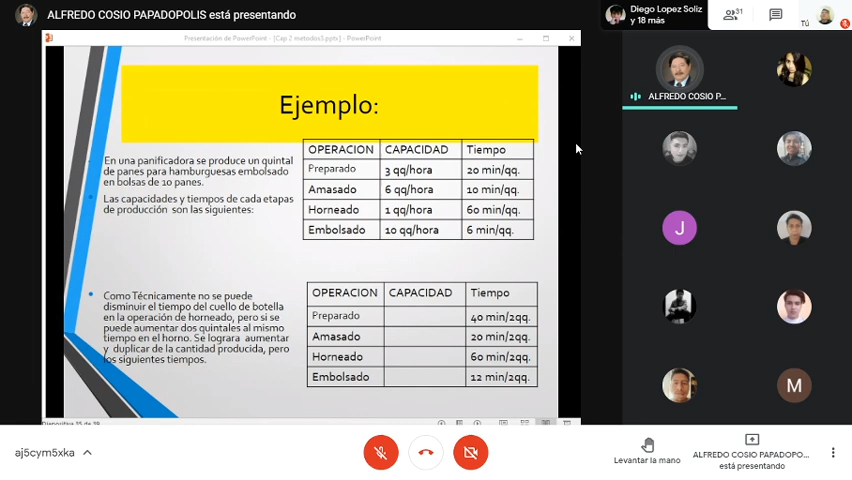 ALFREDO COSIO PAPADOPOLIS está presentando
Diego Lopez Soliz
y 18 más
31
Tú
Presentación de PowerPoint - [Cap 2 metodos3.pptx] - PowerPoint
Ejemplo:
En una panificadora se produce un quintal
de panes para hamburguesas embolsado
en bolsas de 10 panes.
Las capacidades y tiempos de cada etapas
de producción son las siguientes:
OPERACION CAPACIDAD Tiempo
Preparado 3 qq/hora 20 min/qq.
Amasado 6 qq/hora 10 min/qq.
Horneado 1 qq/hora 60 min/qq.
Embolsado 10 qq/hora 6 min/qq.
Como Técnicamente no se puede
disminuir el tiempo del cuello de botella
en la operación de horneado, pero si se
puede aumentar dos quintales al mismo
tiempo en el horno. Se lograra aumentar
y duplicar de la cantidad producida, pero
los siguientes tiempos.
OPERACION CAPACIDAD Tiempo
Preparado 40 min/2qq.
Amasado 20 min/2qq.
Horneado 60 min/2qq.
Embolsado 12 min/2qq.
Diapositiva 35 de 39
ALFREDO COSIO P...
J
M
aj5cym5xka
Levantar la mano
ALFREDO COSIO PAPADOPO...
está presentando